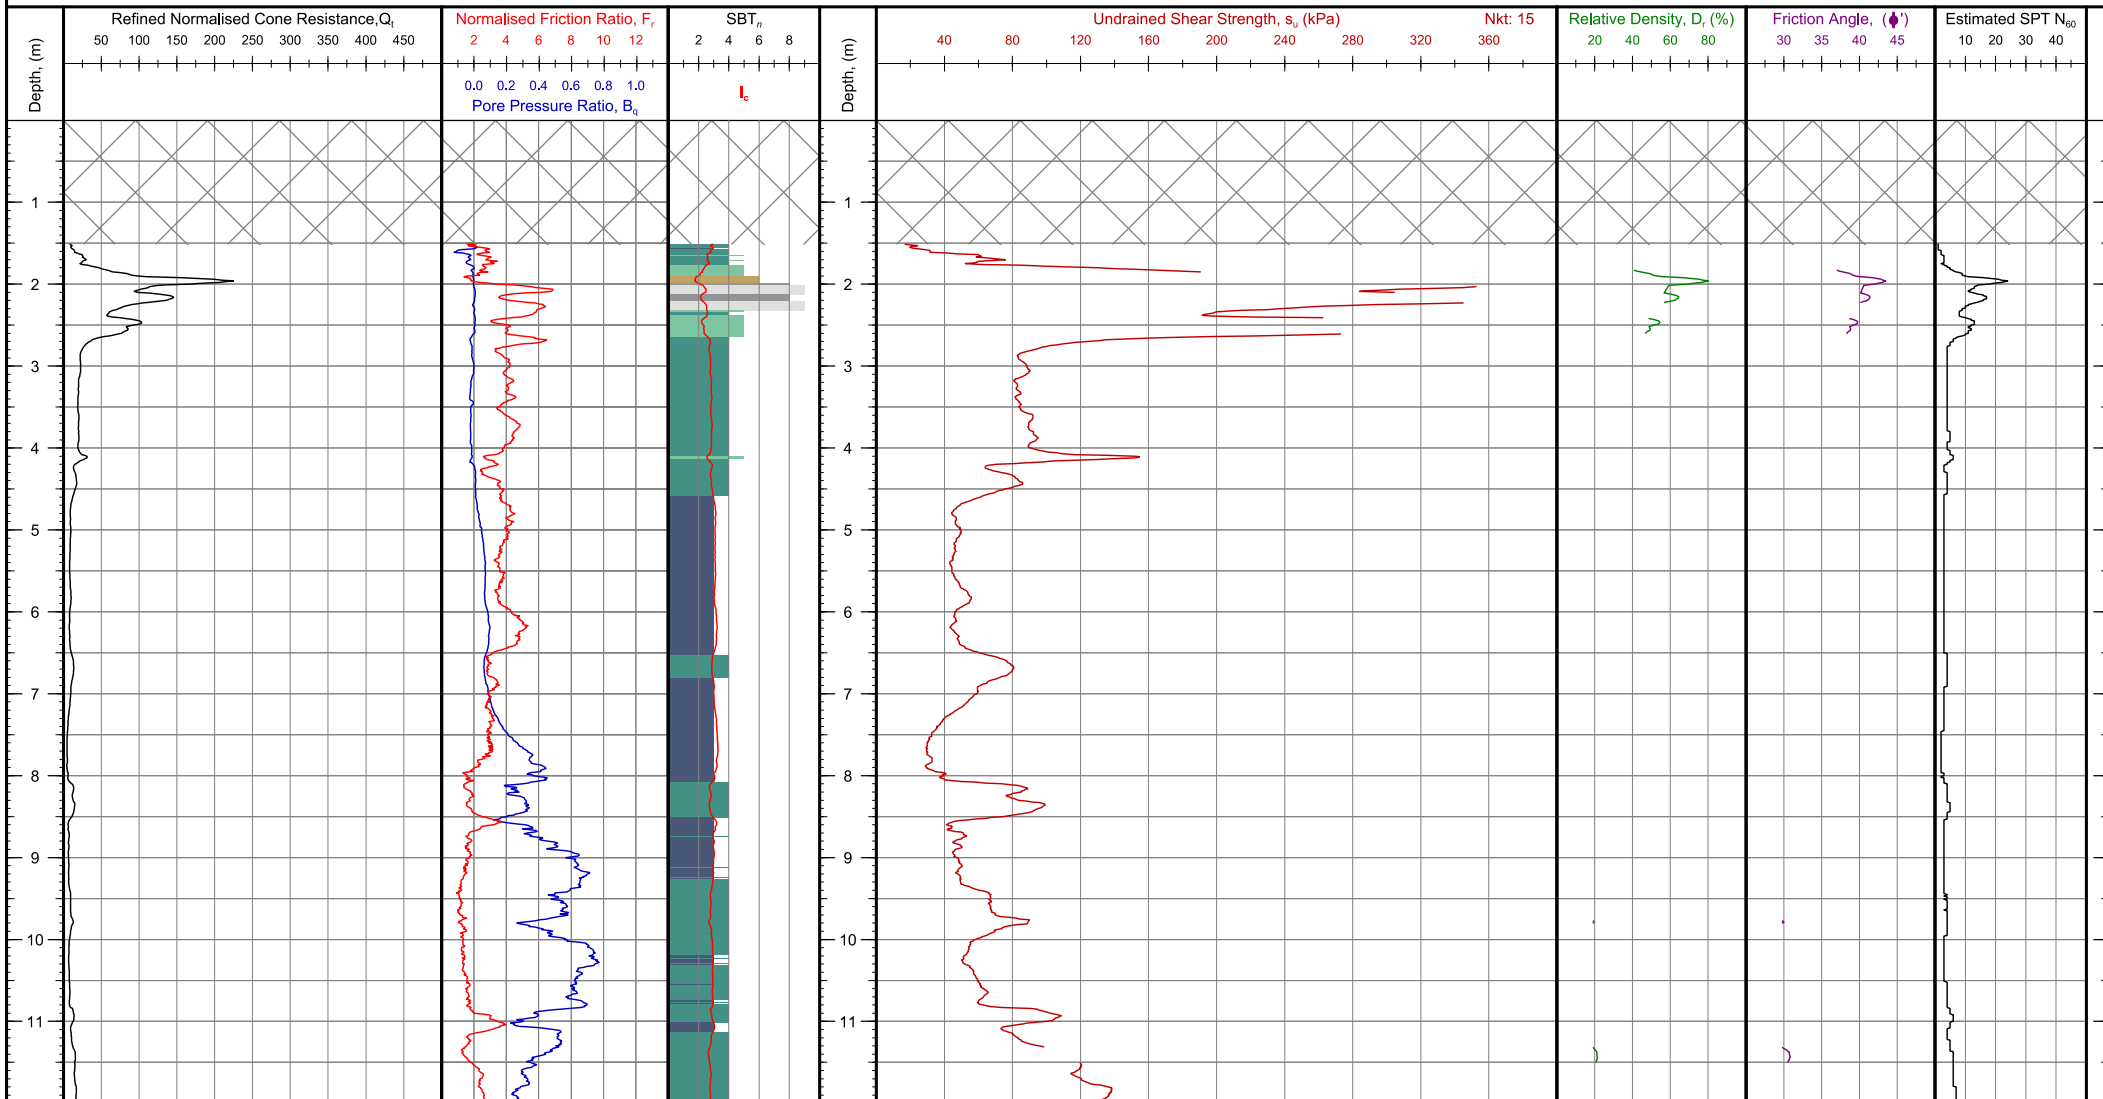 Refined Normalised Cone Resistance,Qt
50 100 150 200 250 300 350 400 450
Normalised Friction Ratio, Fr
2 4 6 8 10 12
0.0 0.2 0.4 0.6 0.8 1.0
Pore Pressure Ratio, Bq
SBTn
2 4 6 8
Ic
Undrained Shear Strength, su (kPa) Nkt: 15
40 80 120 160 200 240 280 320 360
Relative Density, Dr (%)
20 40 60 80
Friction Angle, (ϕ')
30 35 40 45
Estimated SPT N60
10 20 30 40
Depth, (m)
Depth, (m)
1 1
2 2
3 3
4 4
5 5
6 6
7 7
8 8
9 9
10 10
11 11